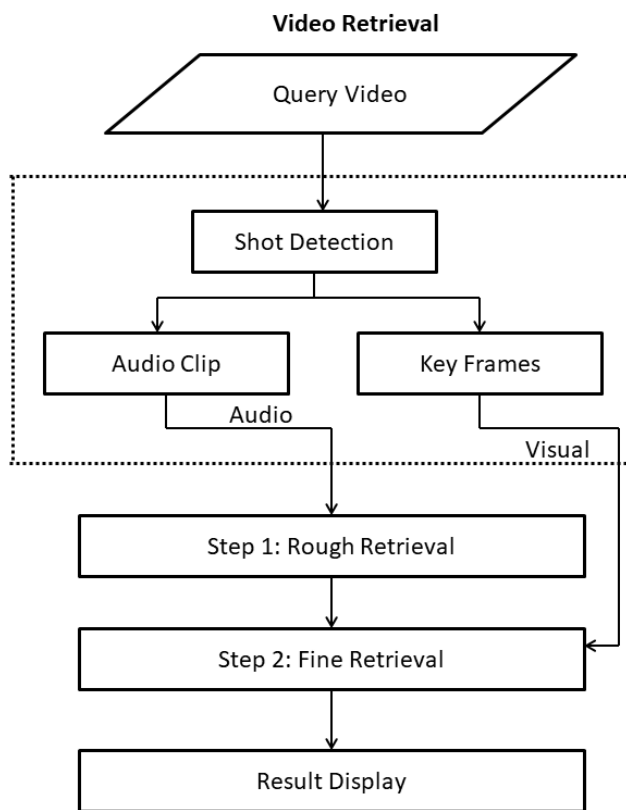 Video Retrieval
Query Video
Shot Detection
Audio Clip
Key Frames
Audio
Visual
Step 1: Rough Retrieval
Step 2: Fine Retrieval
Result Display